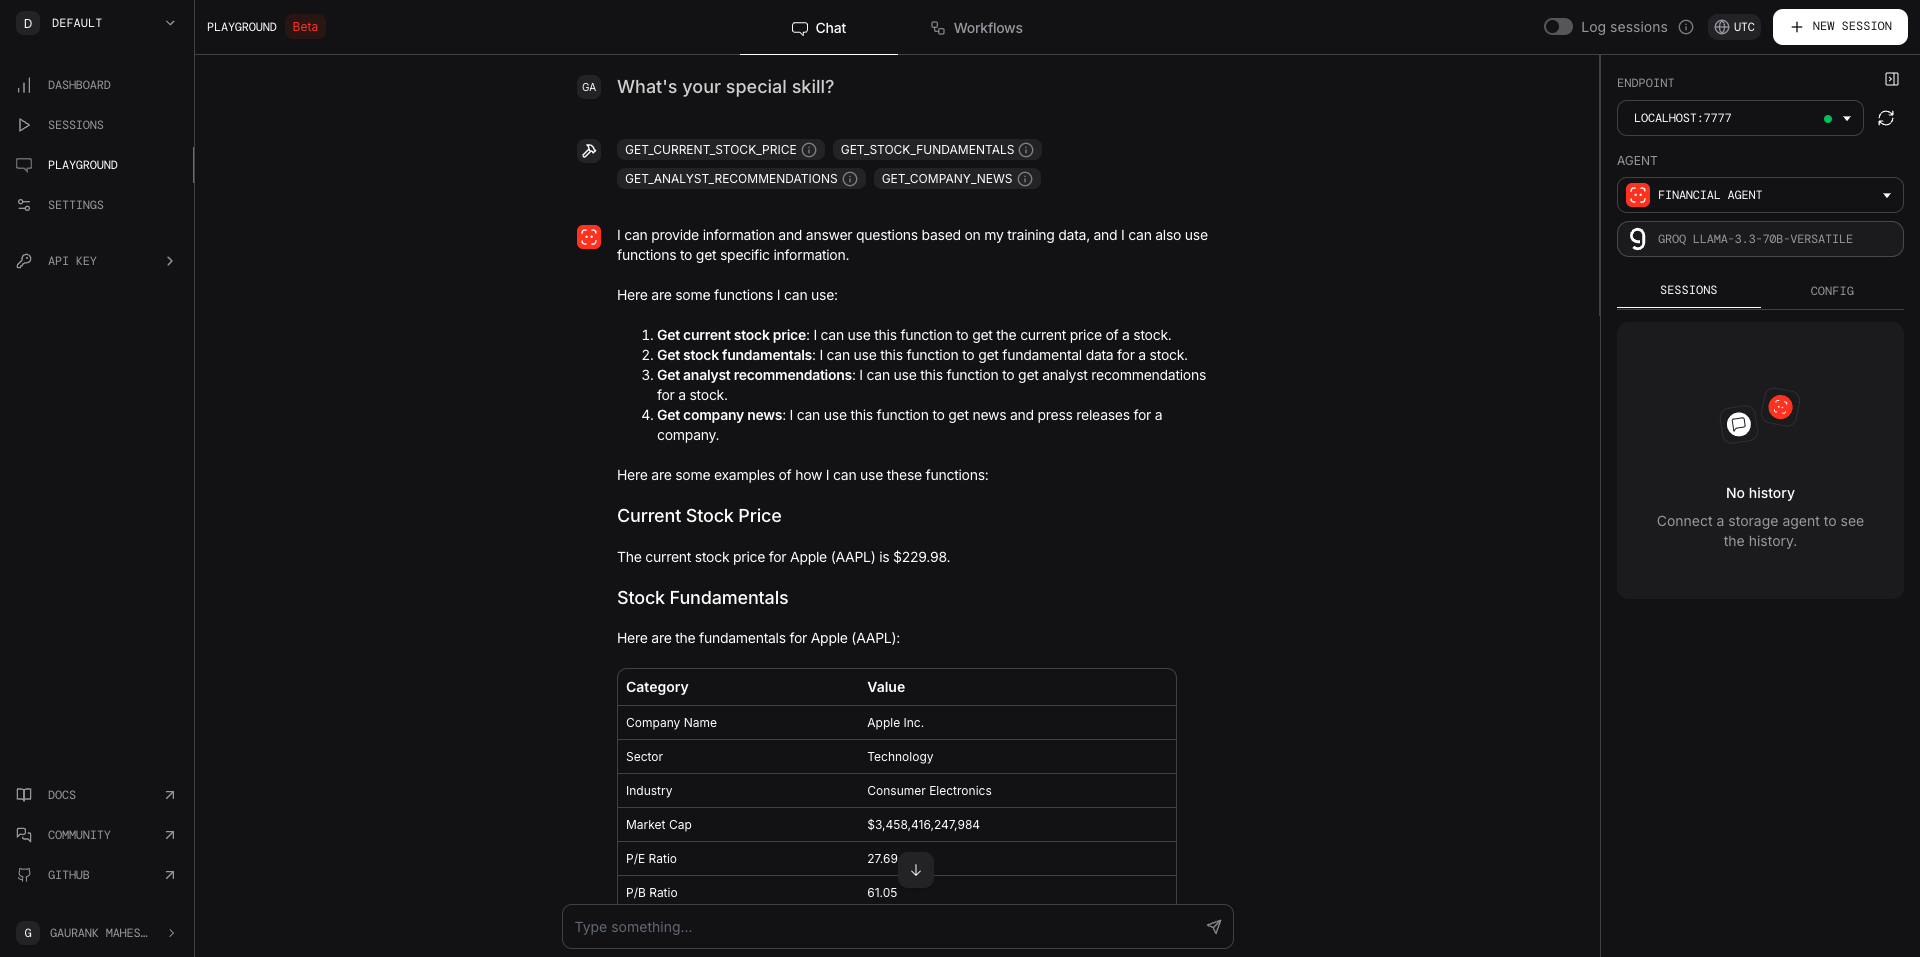 D DEFAULT
DASHBOARD
SESSIONS
PLAYGROUND
SETTINGS
API KEY
DOCS
COMMUNITY
GITHUB
G GAURANK MAHES…
PLAYGROUND Beta
Chat
Workflows
Log sessions
UTC
NEW SESSION
GA What's your special skill?
GET_CURRENT_STOCK_PRICE GET_STOCK_FUNDAMENTALS
GET_ANALYST_RECOMMENDATIONS GET_COMPANY_NEWS
I can provide information and answer questions based on my training data, and I can also use
functions to get specific information.
Here are some functions I can use:
1. Get current stock price: I can use this function to get the current price of a stock.
2. Get stock fundamentals: I can use this function to get fundamental data for a stock.
3. Get analyst recommendations: I can use this function to get analyst recommendations
for a stock.
4. Get company news: I can use this function to get news and press releases for a
company.
Here are some examples of how I can use these functions:
Current Stock Price
The current stock price for Apple (AAPL) is $229.98.
Stock Fundamentals
Here are the fundamentals for Apple (AAPL):
Category Value
Company Name Apple Inc.
Sector Technology
Industry Consumer Electronics
Market Cap $3,458,416,247,984
P/E Ratio 27.69
P/B Ratio 61.05
Type something...
ENDPOINT
LOCALHOST:7777
AGENT
FINANCIAL AGENT
GROQ LLAMA-3.3-70B-VERSATILE
SESSIONS CONFIG
No history
Connect a storage agent to see
the history.